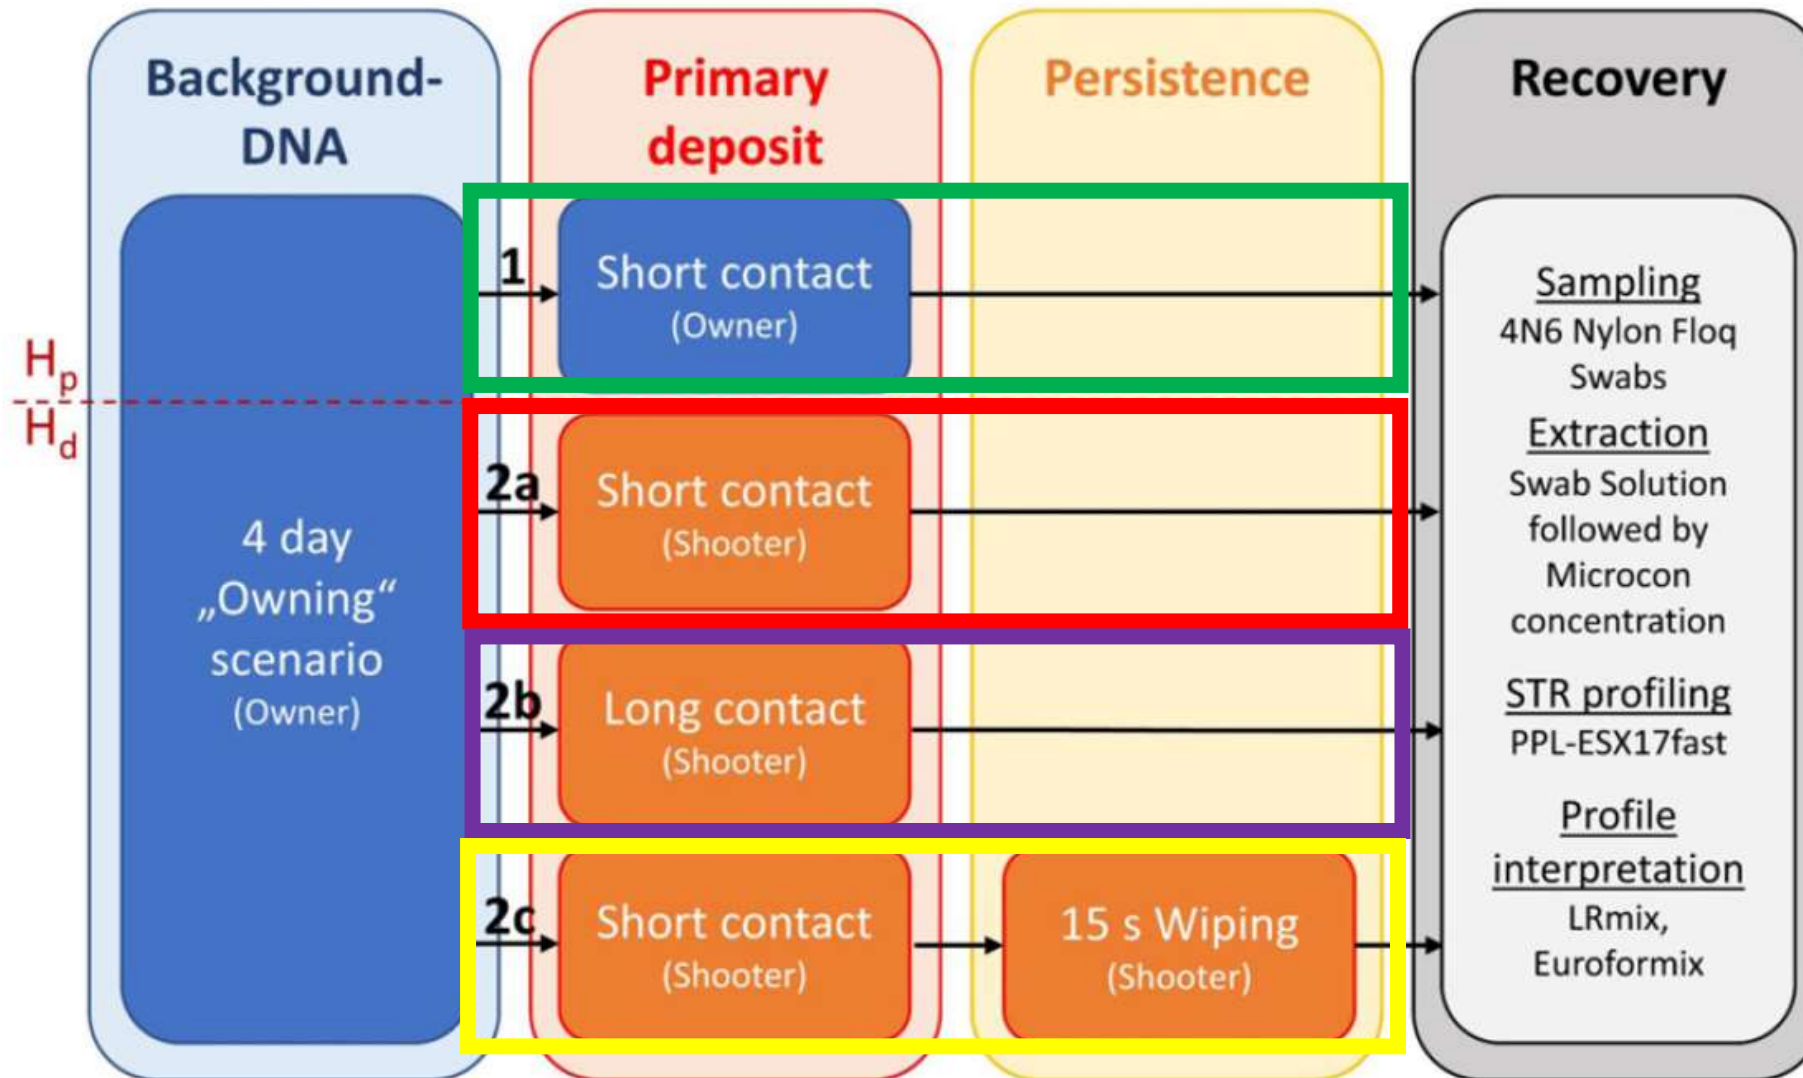 Background-
DNA
Primary
deposit
Persistence
Recovery
Hp
Hd
4 day
„Owning“
scenario
(Owner)
1
Short contact
(Owner)
2a
Short contact
(Shooter)
2b
Long contact
(Shooter)
2c
Short contact
(Shooter)
15 s Wiping
(Shooter)
Sampling
4N6 Nylon Floq
Swabs
Extraction
Swab Solution
followed by
Microcon
concentration
STR profiling
PPL-ESX17fast
Profile
interpretation
LRmix,
Euroformix